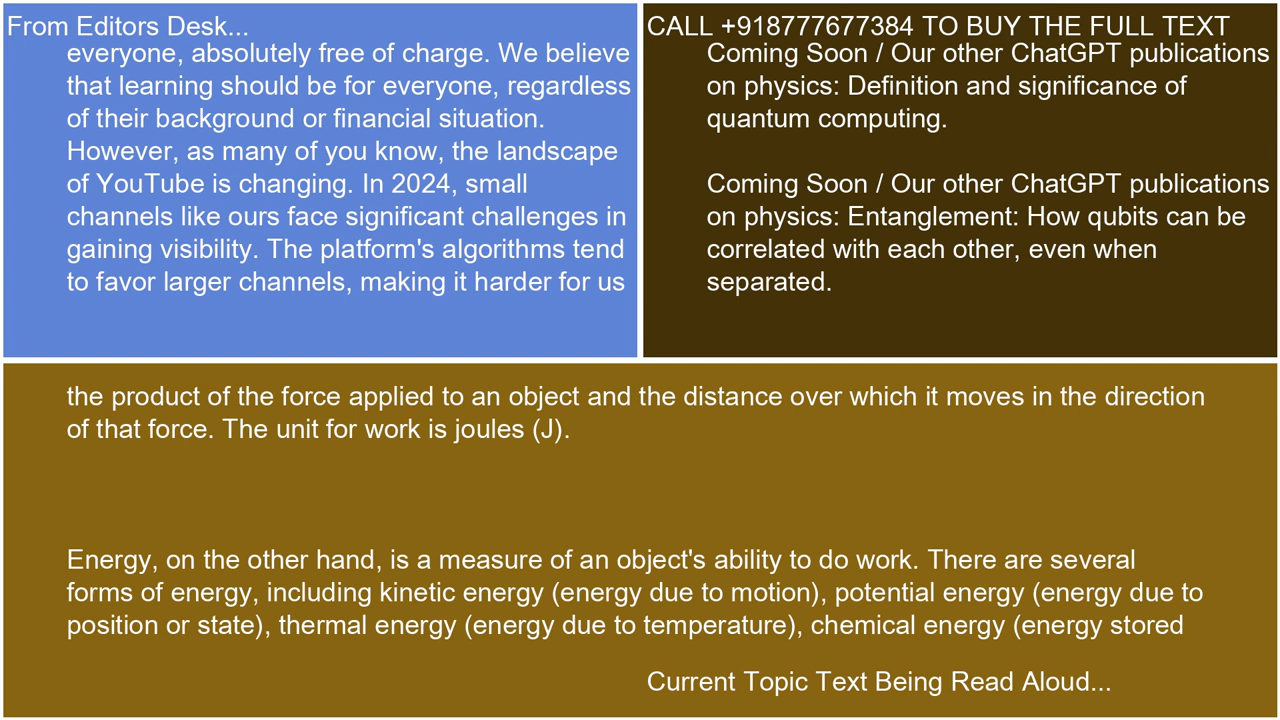 From Editors Desk...
everyone, absolutely free of charge. We believe
that learning should be for everyone, regardless
of their background or financial situation.
However, as many of you know, the landscape
of YouTube is changing. In 2024, small
channels like ours face significant challenges in
gaining visibility. The platform's algorithms tend
to favor larger channels, making it harder for us
CALL +918777677384 TO BUY THE FULL TEXT
Coming Soon / Our other ChatGPT publications
on physics: Definition and significance of
quantum computing.
Coming Soon / Our other ChatGPT publications
on physics: Entanglement: How qubits can be
correlated with each other, even when
separated.
the product of the force applied to an object and the distance over which it moves in the direction
of that force. The unit for work is joules (J).
Energy, on the other hand, is a measure of an object's ability to do work. There are several
forms of energy, including kinetic energy (energy due to motion), potential energy (energy due to
position or state), thermal energy (energy due to temperature), chemical energy (energy stored
Current Topic Text Being Read Aloud...